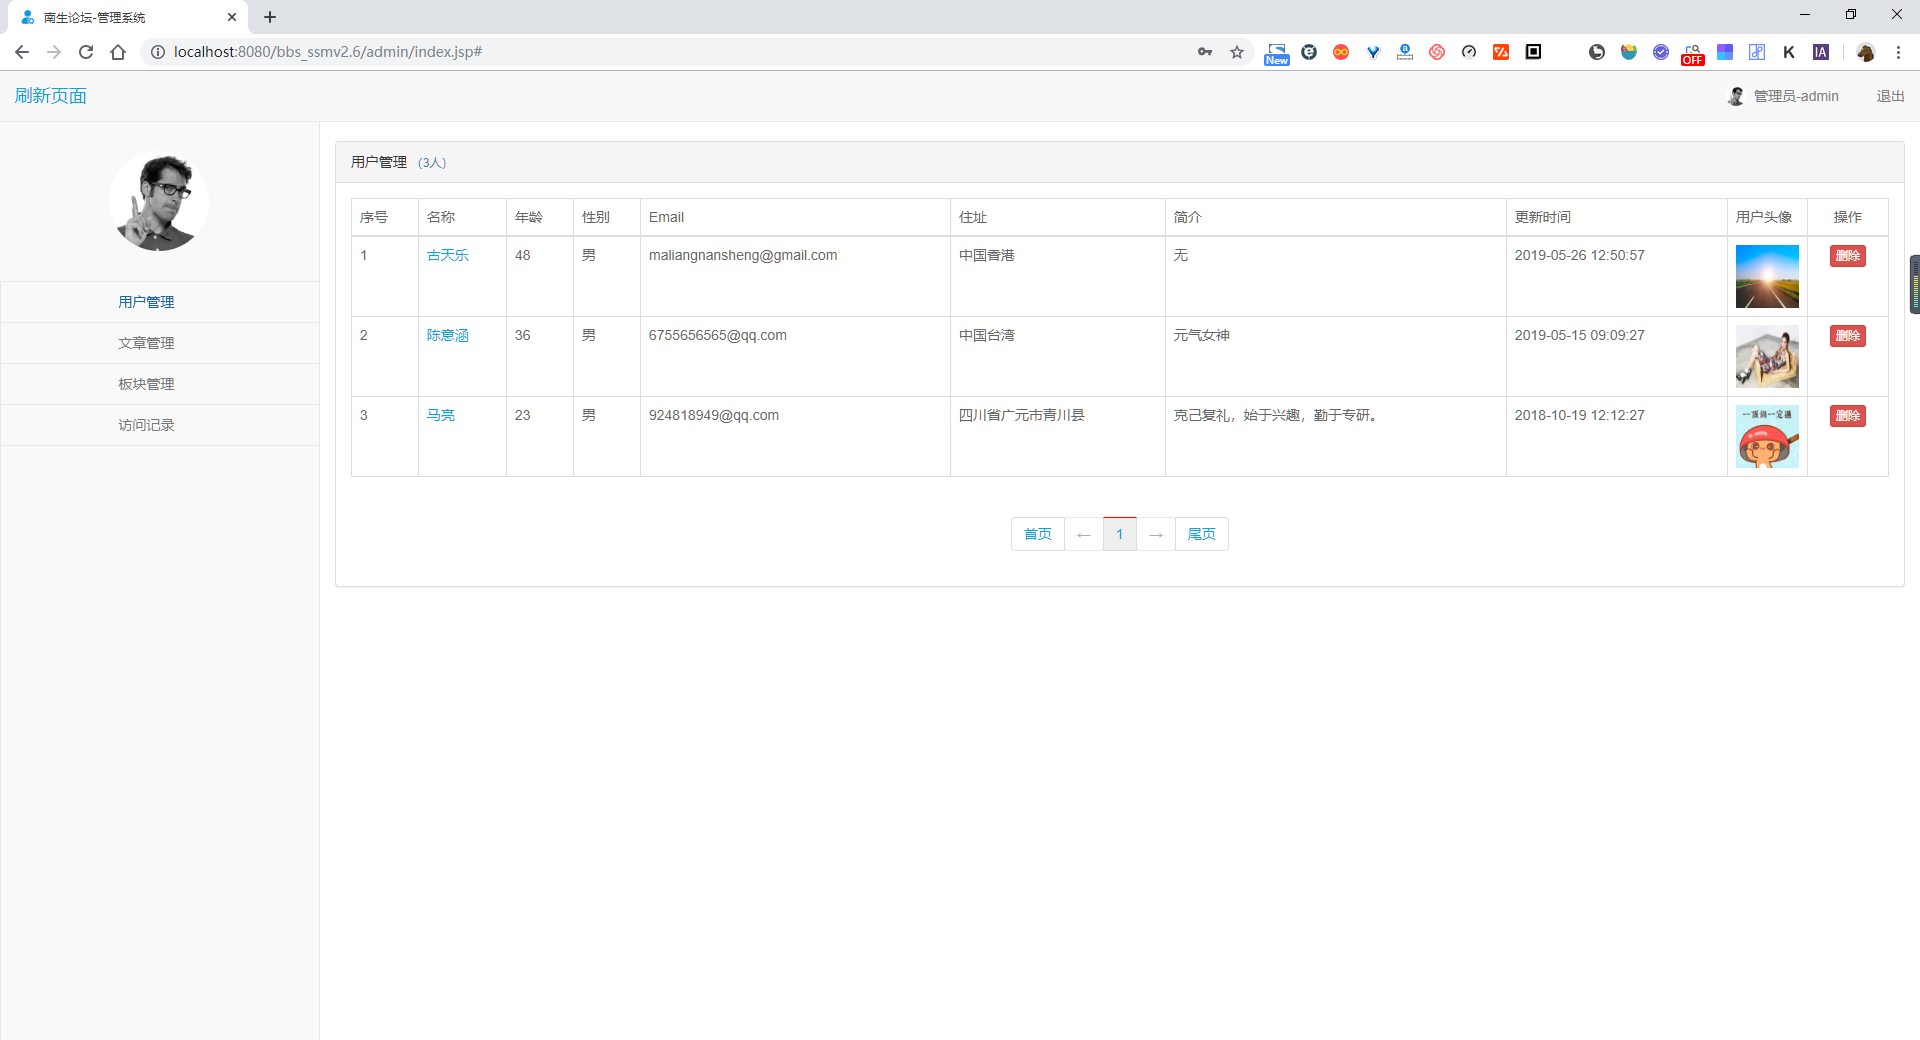 南生论坛-管理系统
localhost:8080/bbs_ssmv2.6/admin/index.jsp#
New
OFF
K
IA
刷新页面
管理员-admin
退出
用户管理 （3人）
用户管理
文章管理
板块管理
访问记录
序号 名称 年龄 性别 Email 住址 简介 更新时间 用户头像 操作
1 古天乐 48 男 maliangnansheng@gmail.com 中国香港 无 2019-05-26 12:50:57 删除
2 陈意涵 36 男 6755656565@qq.com 中国台湾 元气女神 2019-05-15 09:09:27 删除
3 马亮 23 男 924818949@qq.com 四川省广元市青川县 克己复礼，始于兴趣，勤于专研。 2018-10-19 12:12:27 删除
首页 ← 1 → 尾页